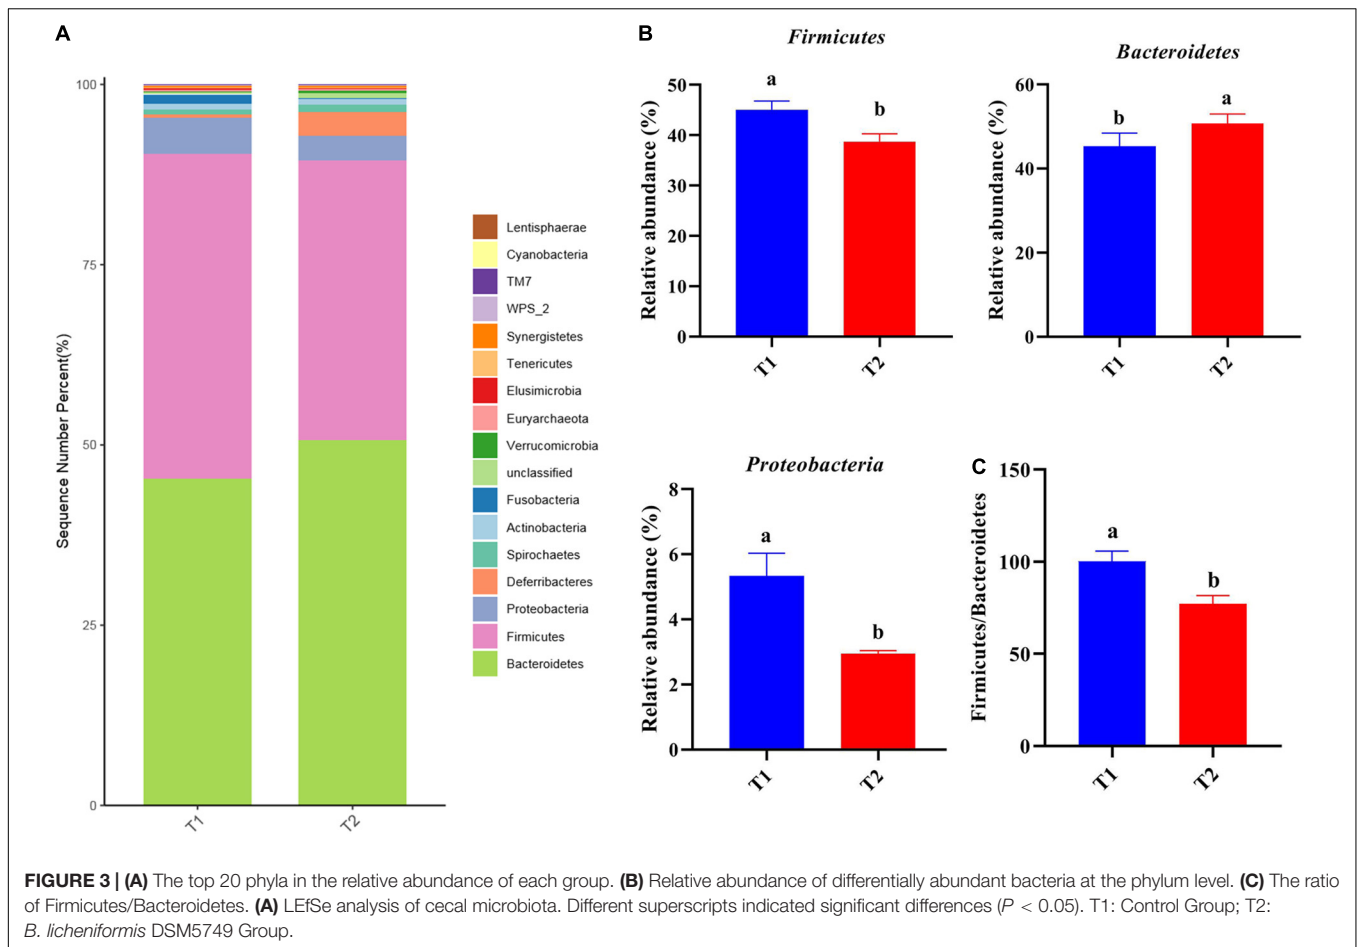 A
Sequence Number Percent(%)
100
75
50
25
0
T1
T2
Lentisphaerae
Cyanobacteria
TM7
WPS_2
Synergistetes
Tenericutes
Elusimicrobia
Euryarchaeota
Verrucomicrobia
unclassified
Fusobacteria
Actinobacteria
Spirochaetes
Deferribacteres
Proteobacteria
Firmicutes
Bacteroidetes
B
Firmicutes
Relative abundance (%)
50
40
30
20
10
0
a
b
T1
T2
Bacteroidetes
Relative abundance (%)
60
40
20
0
b
a
T1
T2
Proteobacteria
Relative abundance (%)
8
6
4
2
0
a
b
T1
T2
C
Firmicutes/Bacteroidetes
150
100
50
0
a
b
T1
T2
FIGURE 3 | (A) The top 20 phyla in the relative abundance of each group. (B) Relative abundance of differentially abundant bacteria at the phylum level. (C) The ratio
of Firmicutes/Bacteroidetes. (A) LEfSe analysis of cecal microbiota. Different superscripts indicated significant differences (P < 0.05). T1: Control Group; T2:
B. licheniformis DSM5749 Group.